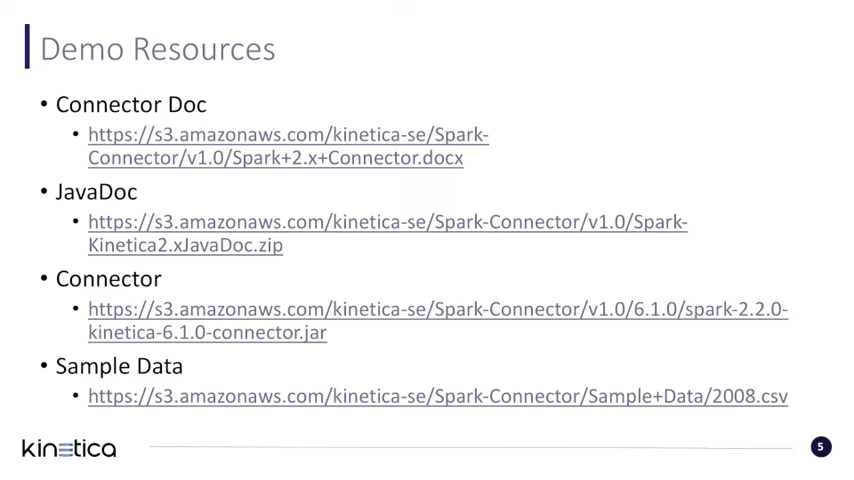 Demo Resources
• Connector Doc
• https://s3.amazonaws.com/kinetica-se/Spark-
Connector/v1.0/Spark+2.x+Connector.docx
• JavaDoc
• https://s3.amazonaws.com/kinetica-se/Spark-Connector/v1.0/Spark-
Kinetica2.xJavaDoc.zip
• Connector
• https://s3.amazonaws.com/kinetica-se/Spark-Connector/v1.0/6.1.0/spark-2.2.0-
kinetica-6.1.0-connector.jar
• Sample Data
• https://s3.amazonaws.com/kinetica-se/Spark-Connector/Sample+Data/2008.csv
kinetica
5